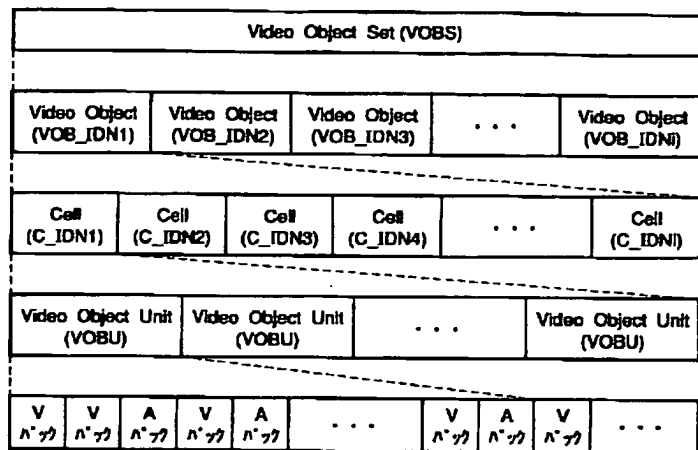 Video Object Set (VOBS)
Video Object Video Object Video Object Video Object
(VOB_IDN1) (VOB_IDN2) (VOB_IDN3) ・・・ (VOB_IDNi)
Cell Cell Cell Cell Cell
(C_IDN1) (C_IDN2) (C_IDN3) (C_IDN4) ・・・ (C_IDNi)
Video Object Unit Video Object Unit Video Object Unit
(VOBU) (VOBU) ・・・ (VOBU)
V V A V A V A V
パック パック パック パック パック ・・・ パック パック パック ・・・